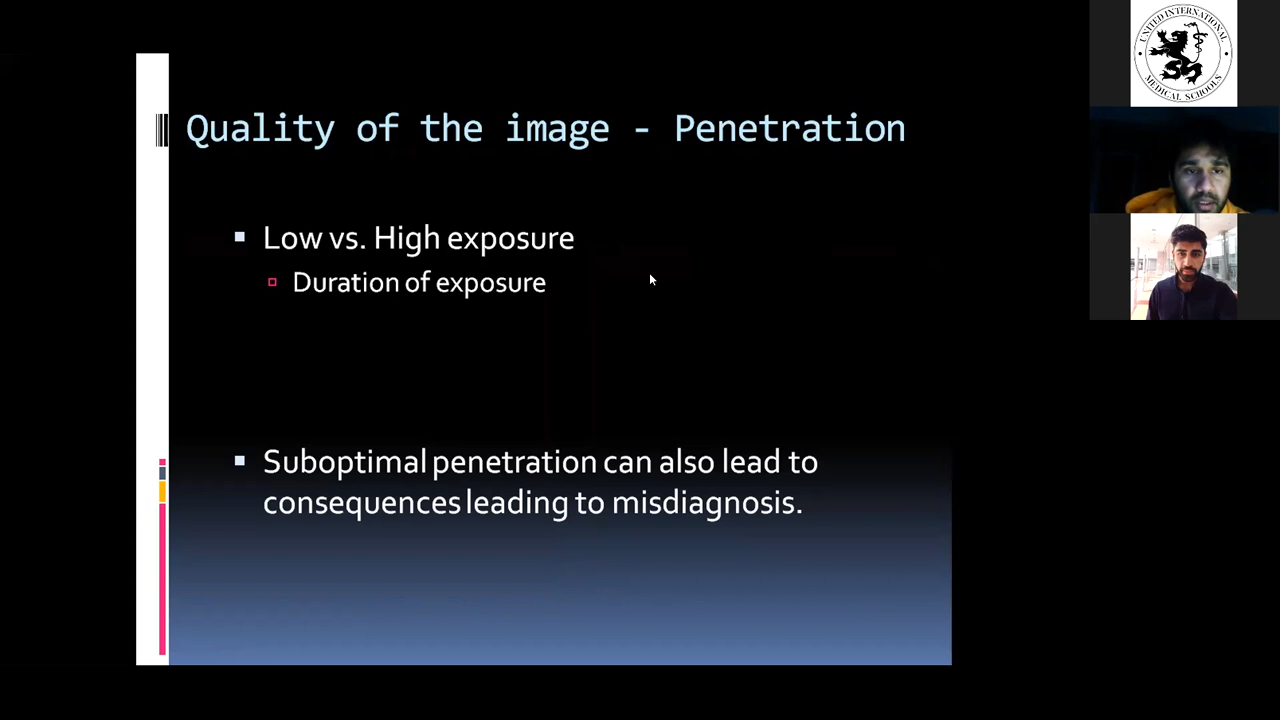 Quality of the image - Penetration
Low vs. High exposure
Duration of exposure
Suboptimal penetration can also lead to
consequences leading to misdiagnosis.
UNITED INTERNATIONAL
MEDICAL SCHOOLS